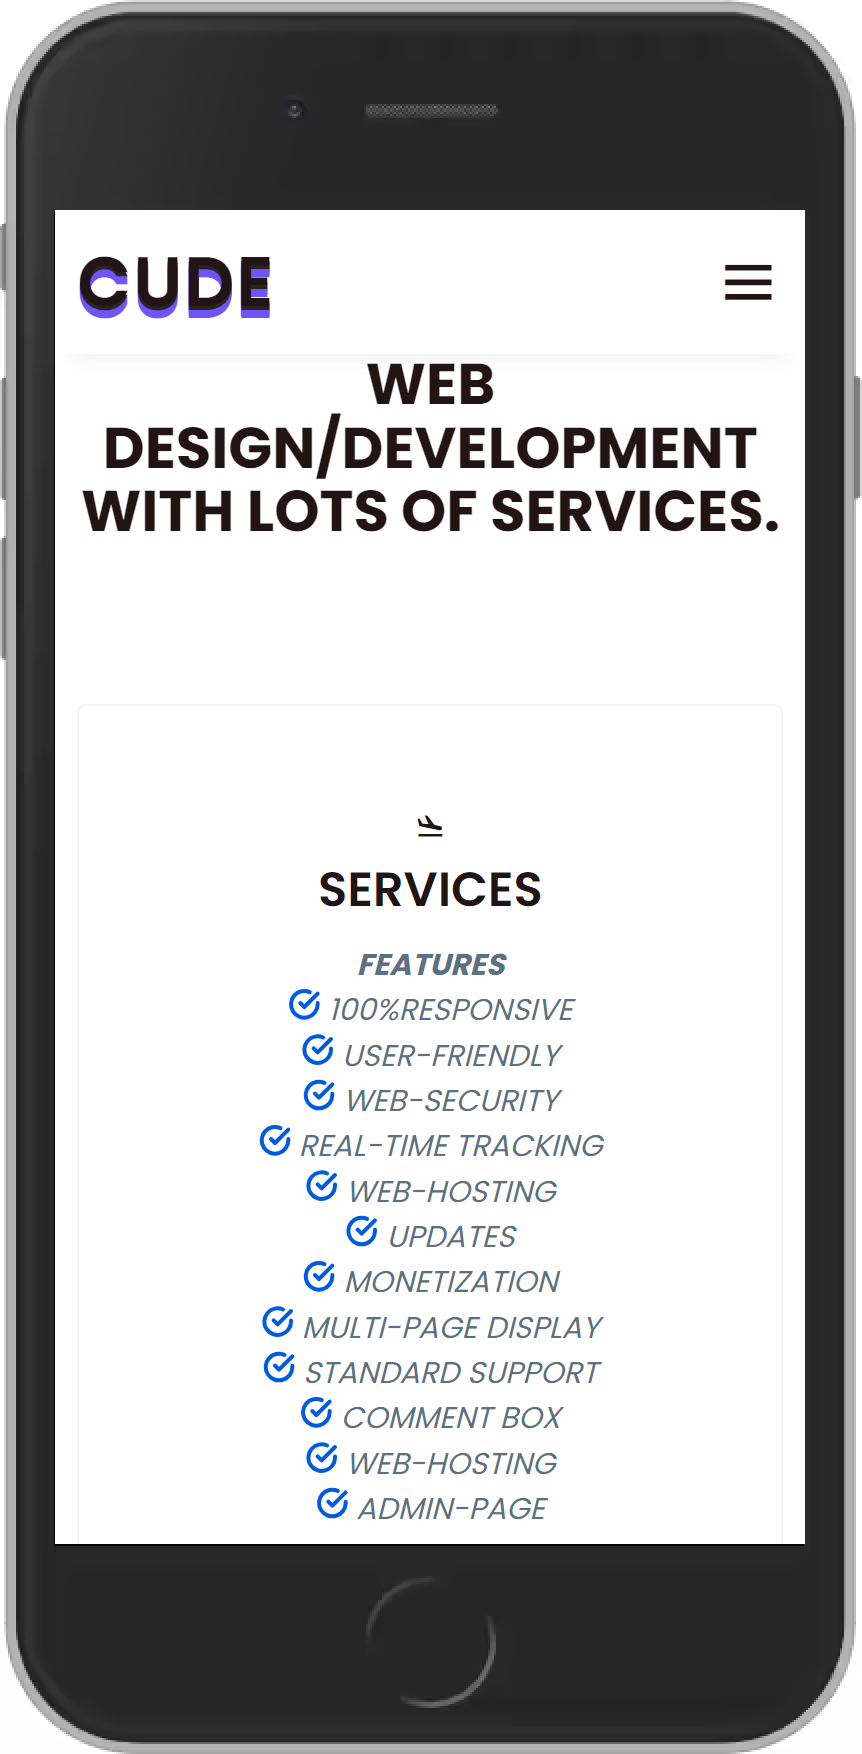 CUDE
WEB
DESIGN/DEVELOPMENT
WITH LOTS OF SERVICES.
SERVICES
FEATURES
100%RESPONSIVE
USER-FRIENDLY
WEB-SECURITY
REAL-TIME TRACKING
WEB-HOSTING
UPDATES
MONETIZATION
MULTI-PAGE DISPLAY
STANDARD SUPPORT
COMMENT BOX
WEB-HOSTING
ADMIN-PAGE